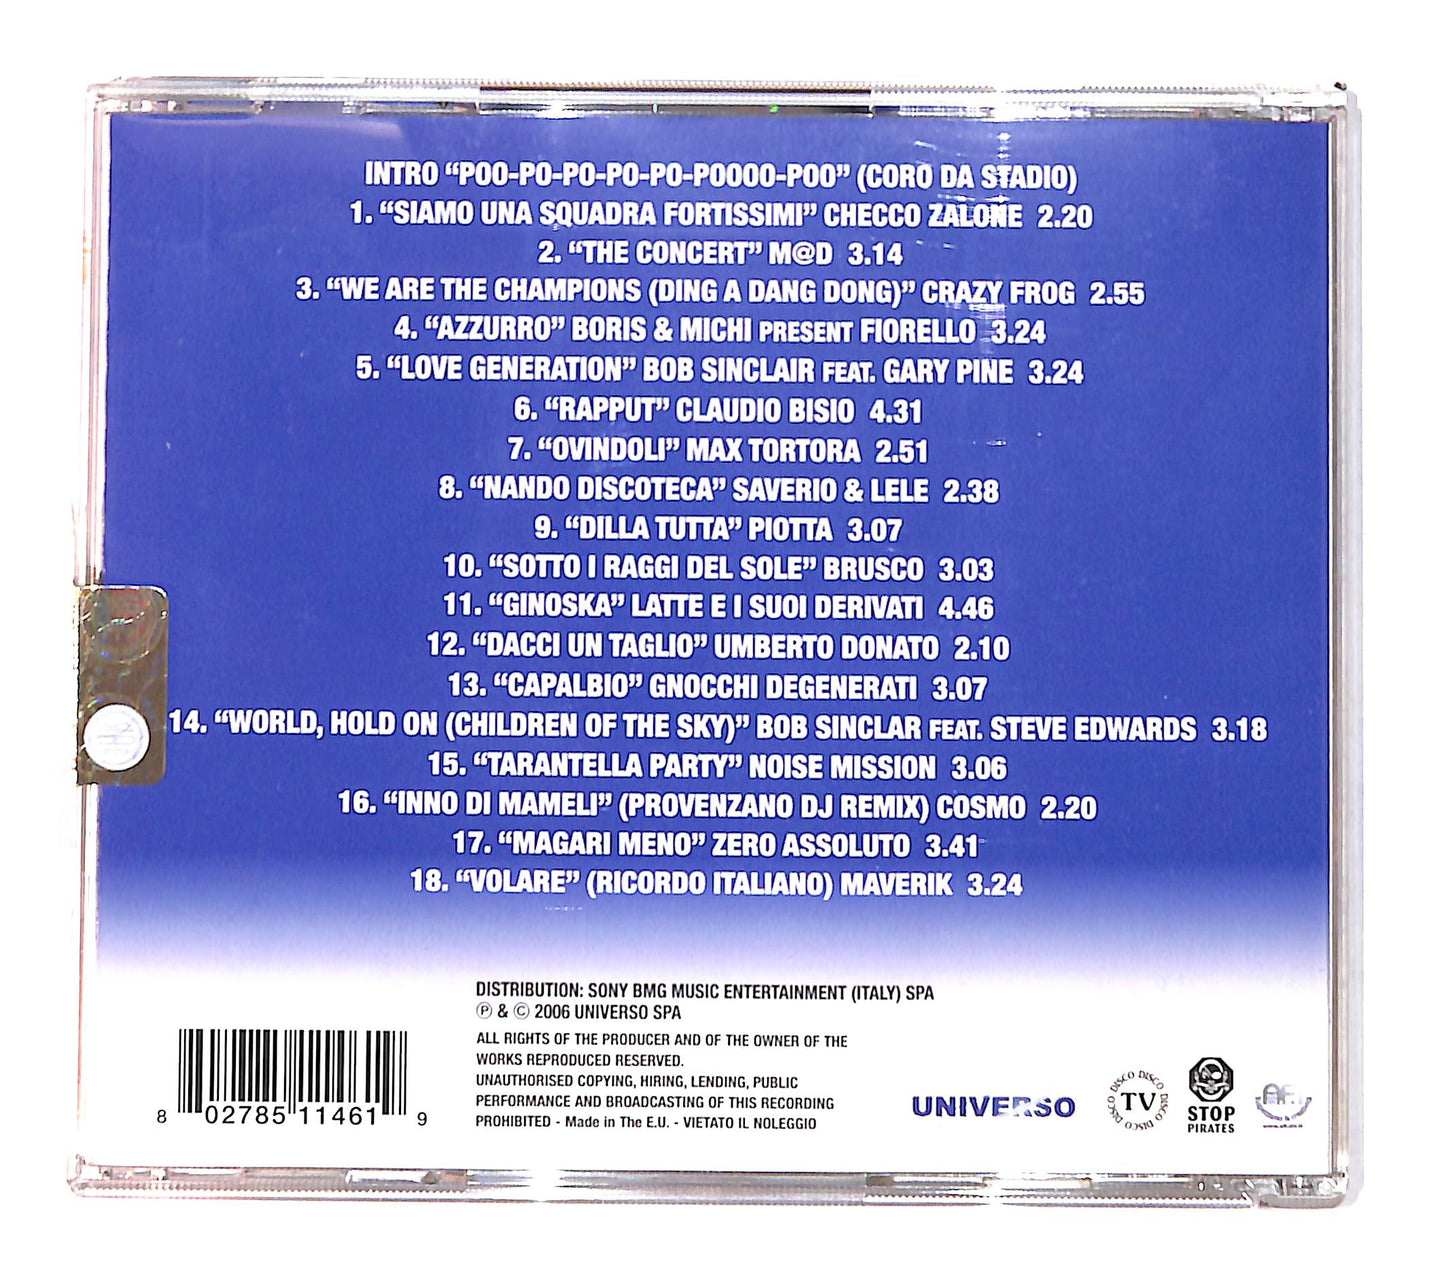 INTRO “POO-PO-PO-PO-PO-POOOO-POO” (CORO DA STADIO)
1. “SIAMO UNA SQUADRA FORTISSIMI” CHECCO ZALONE 2.20
2. “THE CONCERT” M@D 3.14
3. “WE ARE THE CHAMPIONS (DING A DANG DONG)” CRAZY FROG 2.55
4. “AZZURRO” BORIS & MICHI PRESENT FIORELLO 3.24
5. “LOVE GENERATION” BOB SINCLAIR FEAT. GARY PINE 3.24
6. “RAPPUT” CLAUDIO BISIO 4.31
7. “OVINDOLI” MAX TORTORA 2.51
8. “NANDO DISCOTECA” SAVERIO & LELE 2.38
9. “DILLA TUTTA” PIOTTA 3.07
10. “SOTTO I RAGGI DEL SOLE” BRUSCO 3.03
11. “GINOSKA” LATTE E I SUOI DERIVATI 4.46
12. “DACCI UN TAGLIO” UMBERTO DONATO 2.10
13. “CAPALBIO” GNOCCHI DEGENERATI 3.07
14. “WORLD, HOLD ON (CHILDREN OF THE SKY)” BOB SINCLAR FEAT. STEVE EDWARDS 3.18
15. “TARANTELLA PARTY” NOISE MISSION 3.06
16. “INNO DI MAMELI” (PROVENZANO DJ REMIX) COSMO 2.20
17. “MAGARI MENO” ZERO ASSOLUTO 3.41
18. “VOLARE” (RICORDO ITALIANO) MAVERIK 3.24
DISTRIBUTION: SONY BMG MUSIC ENTERTAINMENT (ITALY) SPA
℗ & © 2006 UNIVERSO SPA
ALL RIGHTS OF THE PRODUCER AND OF THE OWNER OF THE
WORKS REPRODUCED RESERVED.
UNAUTHORISED COPYING, HIRING, LENDING, PUBLIC
PERFORMANCE AND BROADCASTING OF THIS RECORDING
PROHIBITED - Made in The E.U. - VIETATO IL NOLEGGIO
8 02785 11461 9
UNIVERSO
DISCO DISCO DISCO DISCO DISCO
TV
STOP
PIRATES